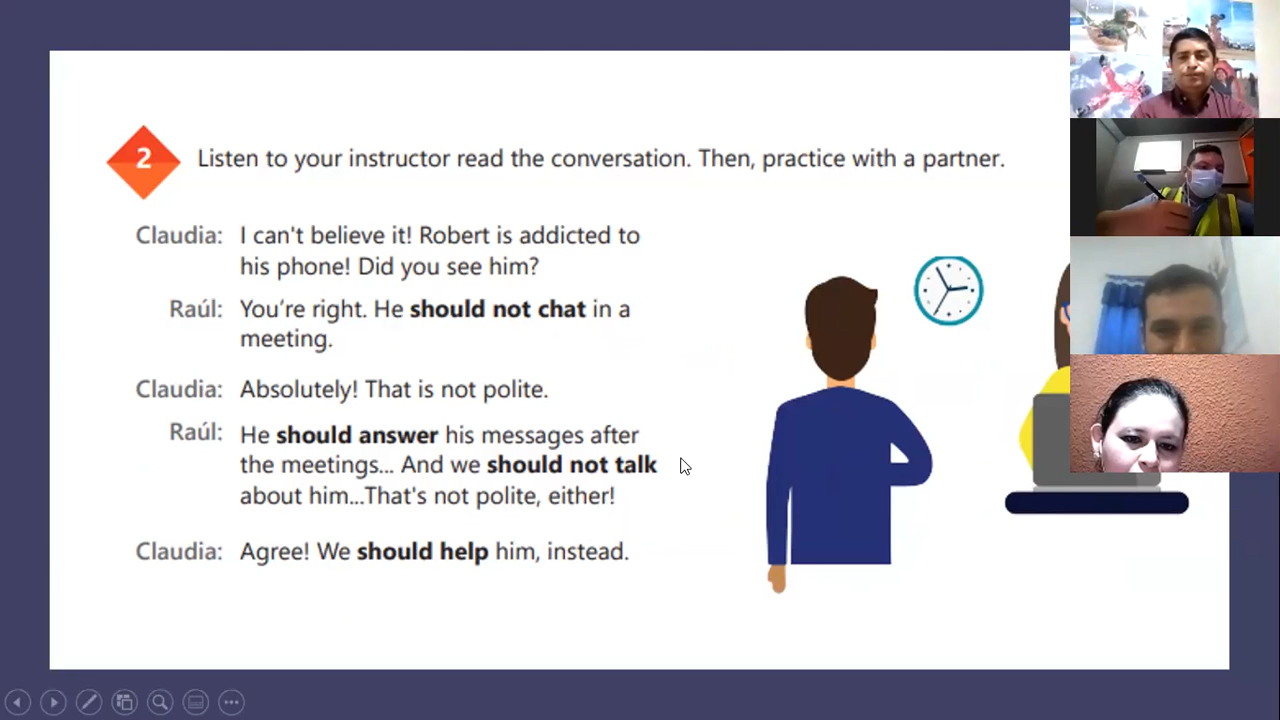 2
Listen to your instructor read the conversation. Then, practice with a partner.
Claudia: I can't believe it! Robert is addicted to
his phone! Did you see him?
Raúl: You’re right. He should not chat in a
meeting.
Claudia: Absolutely! That is not polite.
Raúl: He should answer his messages after
the meetings... And we should not talk
about him...That's not polite, either!
Claudia: Agree! We should help him, instead.